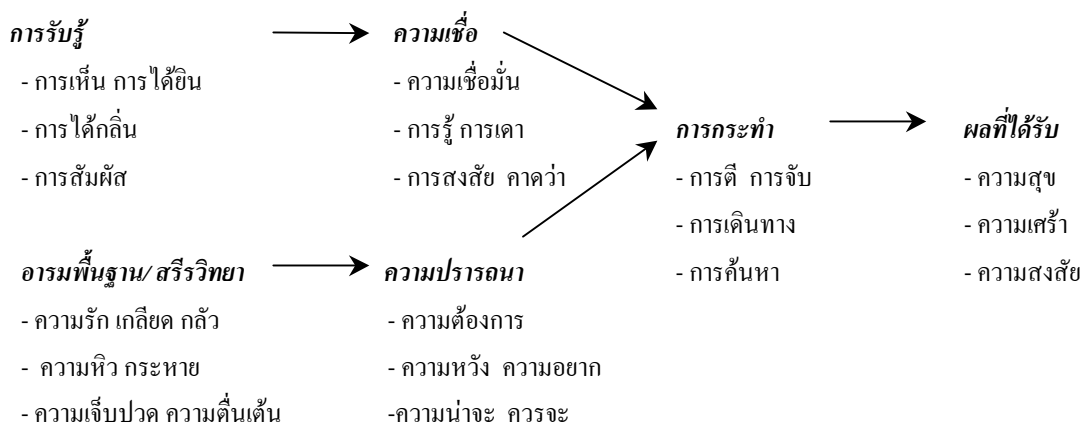 การรับรู้
- การเห็น การได้ยิน
- การได้กลิ่น
- การสัมผัส
ความเชื่อ
- ความเชื่อมั่น
- การรู้ การเดา
- การสงสัย คาดว่า
อารมพื้นฐาน/ สรีรวิทยา
- ความรัก เกลียด กลัว
- ความหิว กระหาย
- ความเจ็บปวด ความตื่นเต้น
ความปรารถนา
- ความต้องการ
- ความหวัง ความอยาก
-ความน่าจะ ควรจะ
การกระทำ
- การตี การจับ
- การเดินทาง
- การค้นหา
ผลที่ได้รับ
- ความสุข
- ความเศร้า
- ความสงสัย